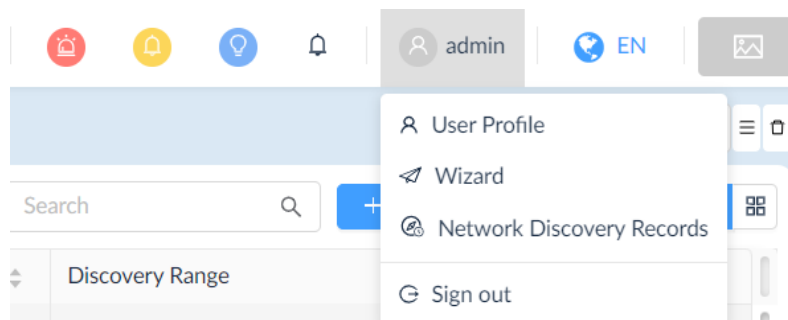 admin
EN
User Profile
Wizard
Search
Network Discovery Records
Discovery Range
Sign out